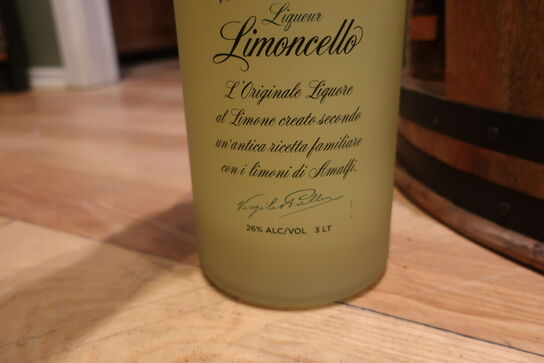 Liqueur
Limoncello
L'Originale Liquore
al Limone creato secondo
un'antica ricetta familiare
con i limoni di Amalfi.
26% ALC/VOL 3 LT